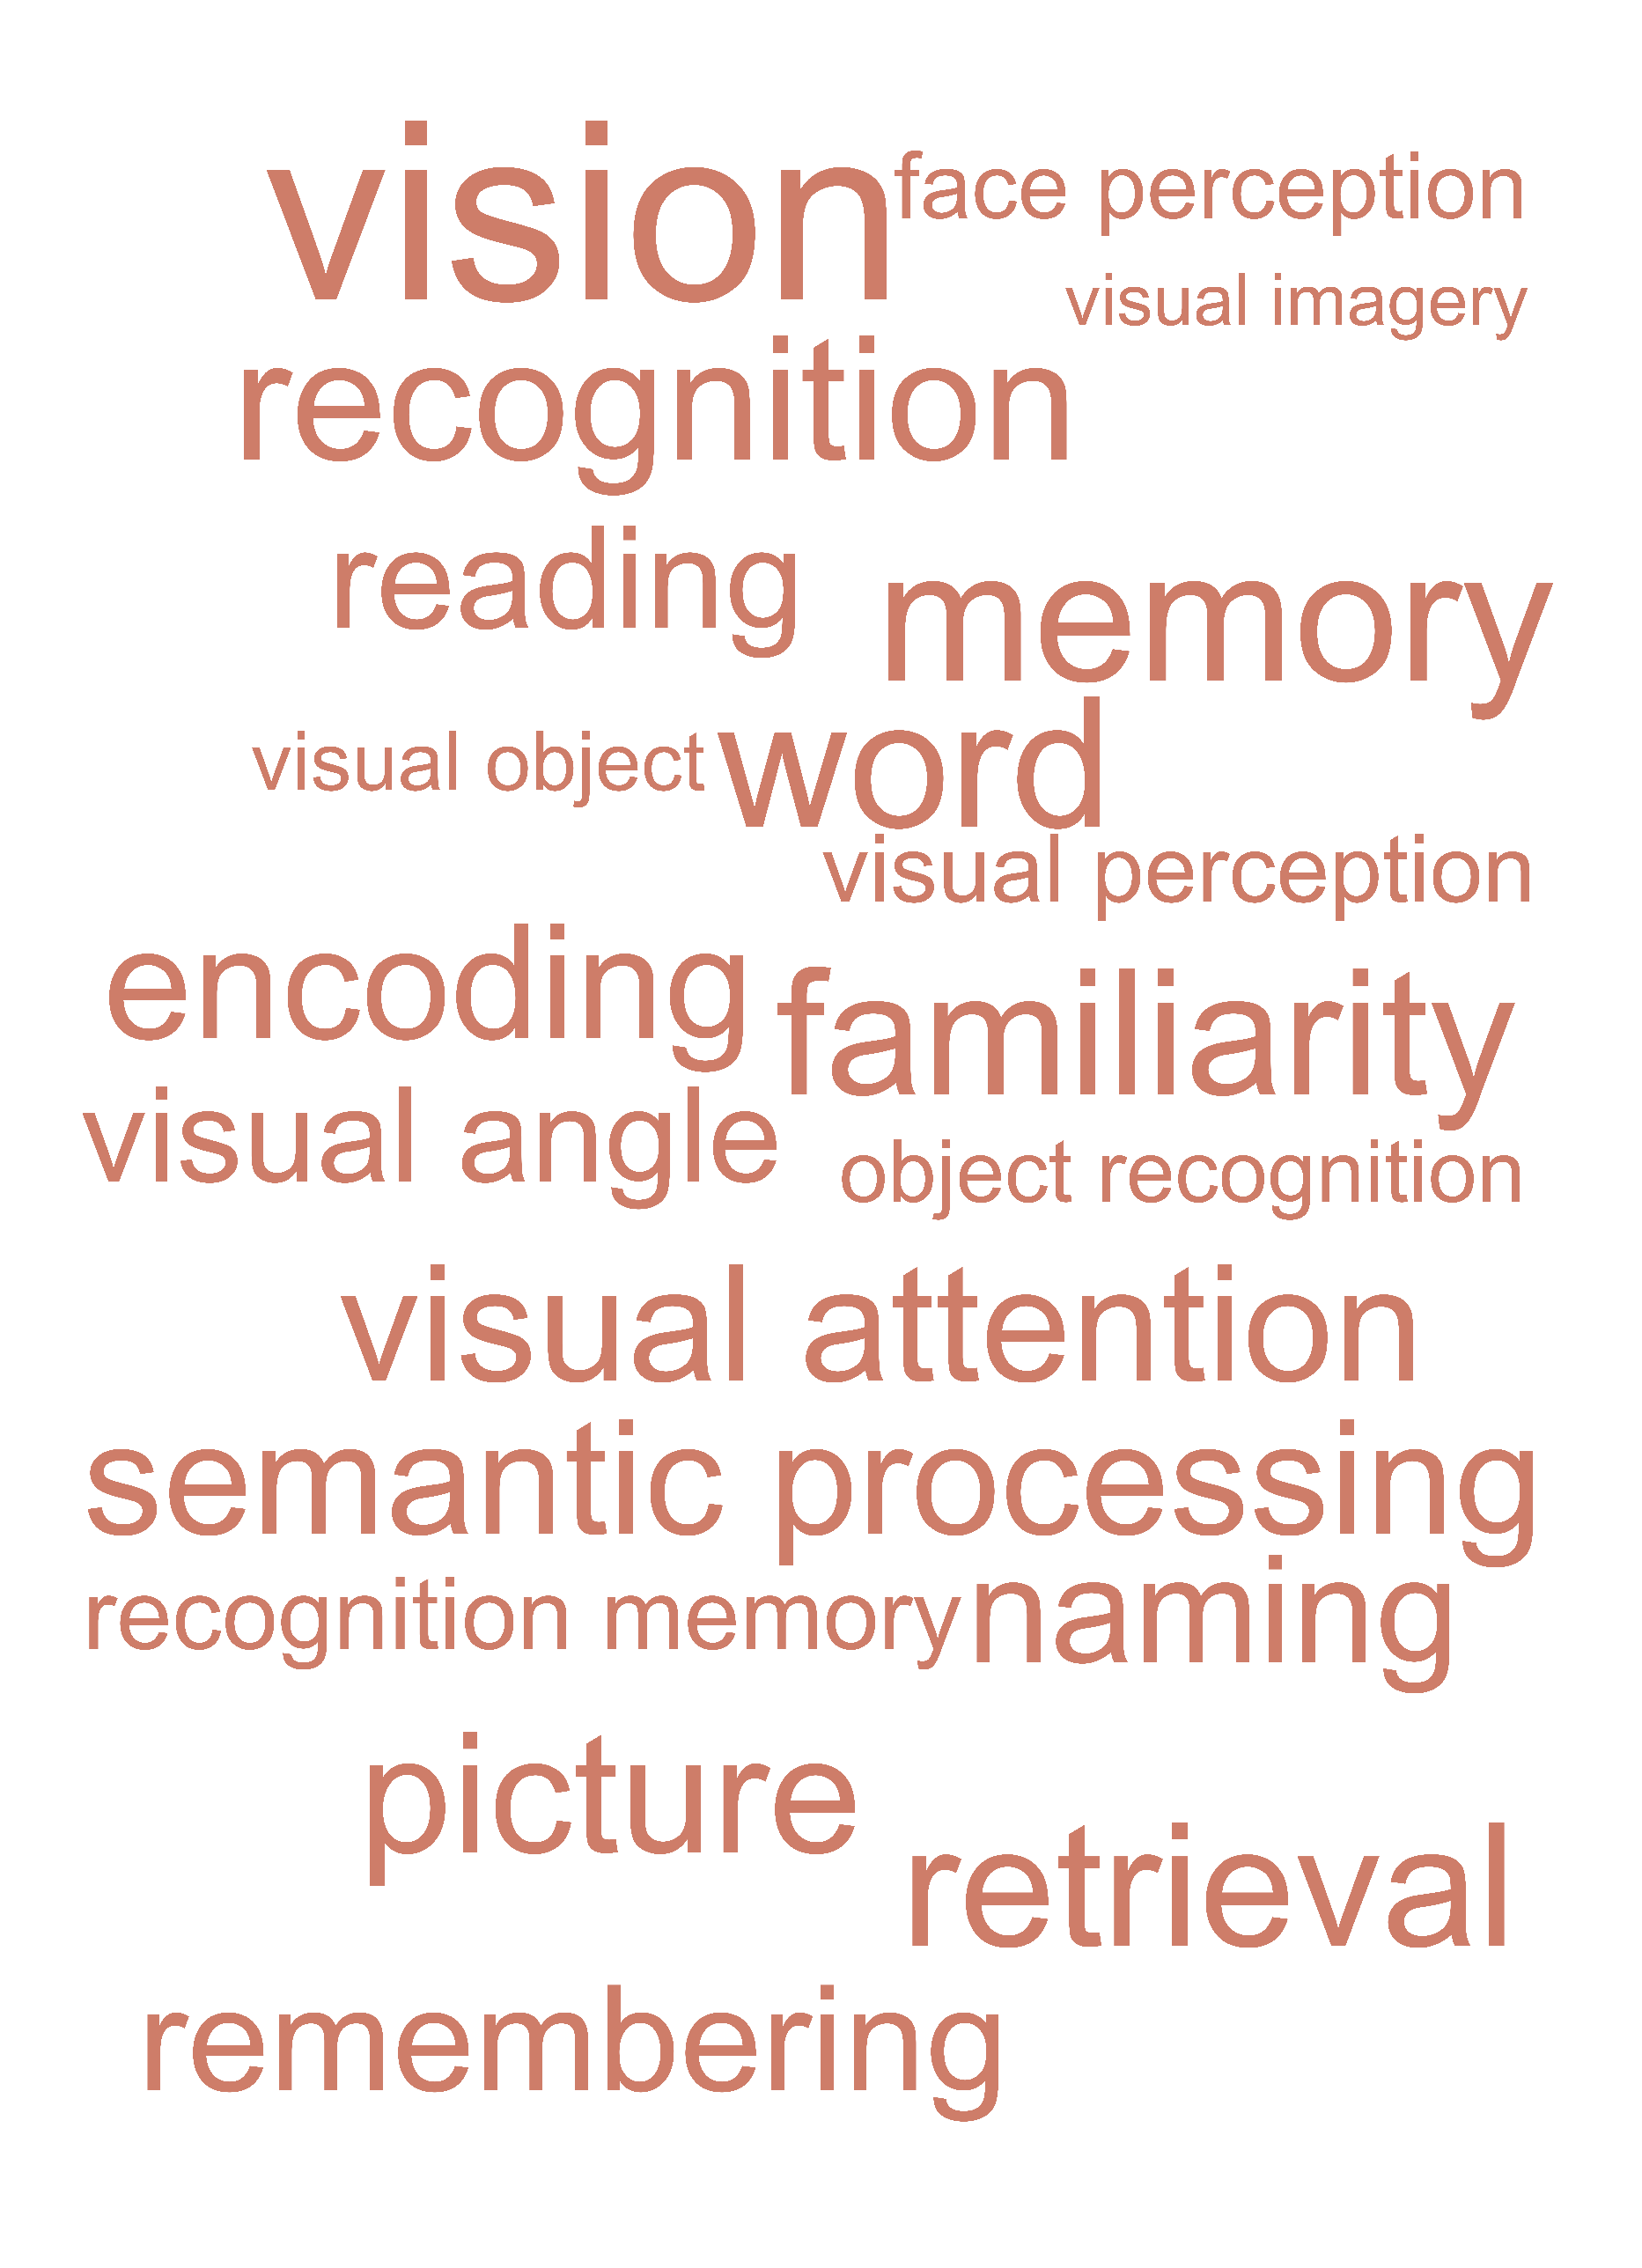 vision
face perception
visual imagery
recognition
reading
memory
visual object
word
visual perception
encoding
familiarity
visual angle
object recognition
visual attention
semantic processing
recognition memory
naming
picture
retrieval
remembering